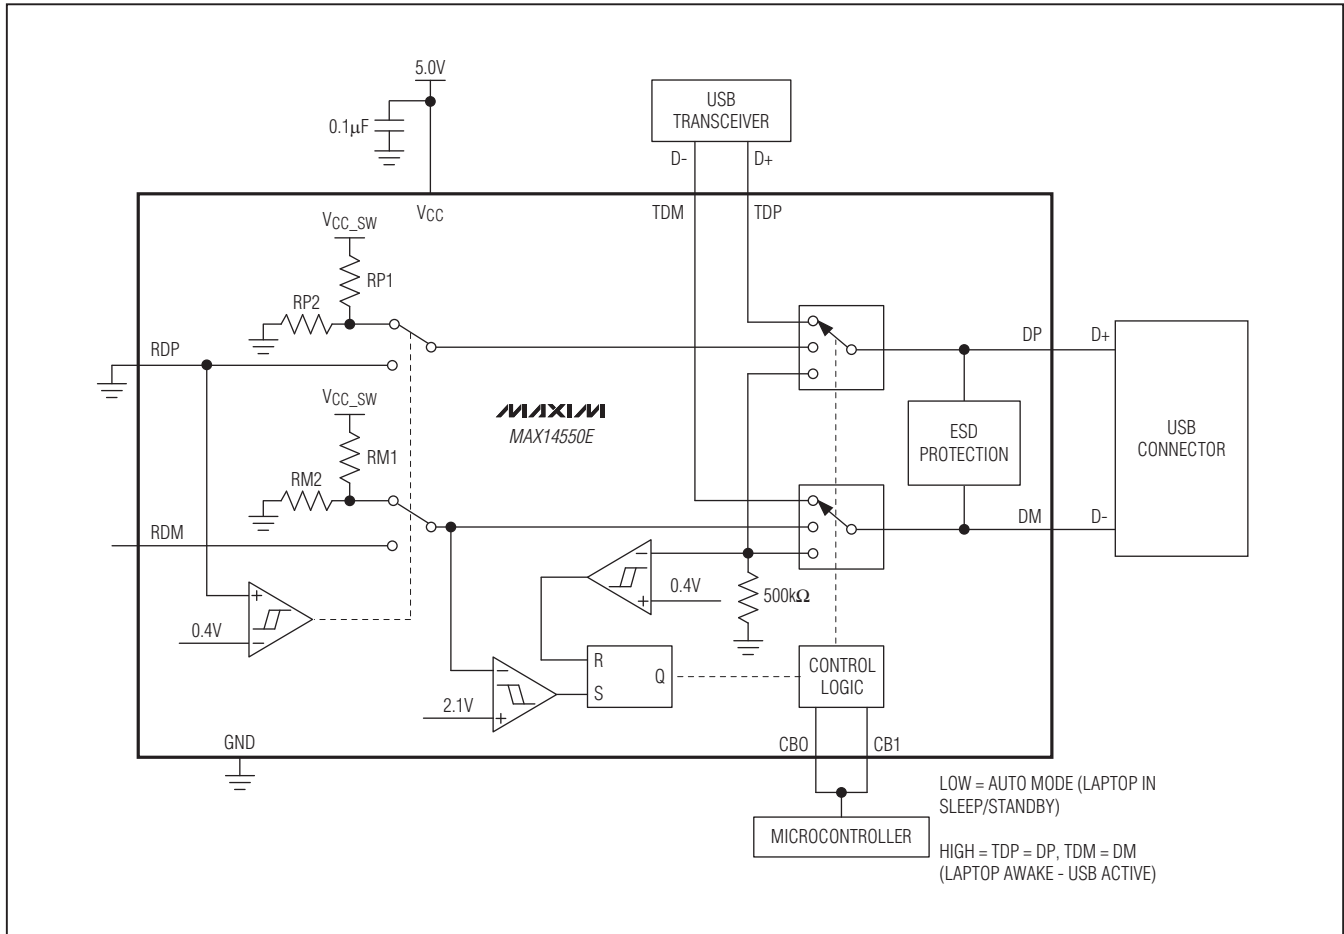 5.0V
0.1μF
USB
TRANSCEIVER
D-
D+
VCC
TDM
TDP
VCC_SW
RP1
RP2
RDP
VCC_SW
RM1
RM2
RDM
MAXIM
MAX14550E
DP
D+
ESD
PROTECTION
USB
CONNECTOR
DM
D-
+
0.4V
−
−
0.4V
+
500kΩ
−
2.1V
+
R
S
Q
CONTROL
LOGIC
GND
CB0
CB1
MICROCONTROLLER
LOW = AUTO MODE (LAPTOP IN
SLEEP/STANDBY)
HIGH = TDP = DP, TDM = DM
(LAPTOP AWAKE - USB ACTIVE)